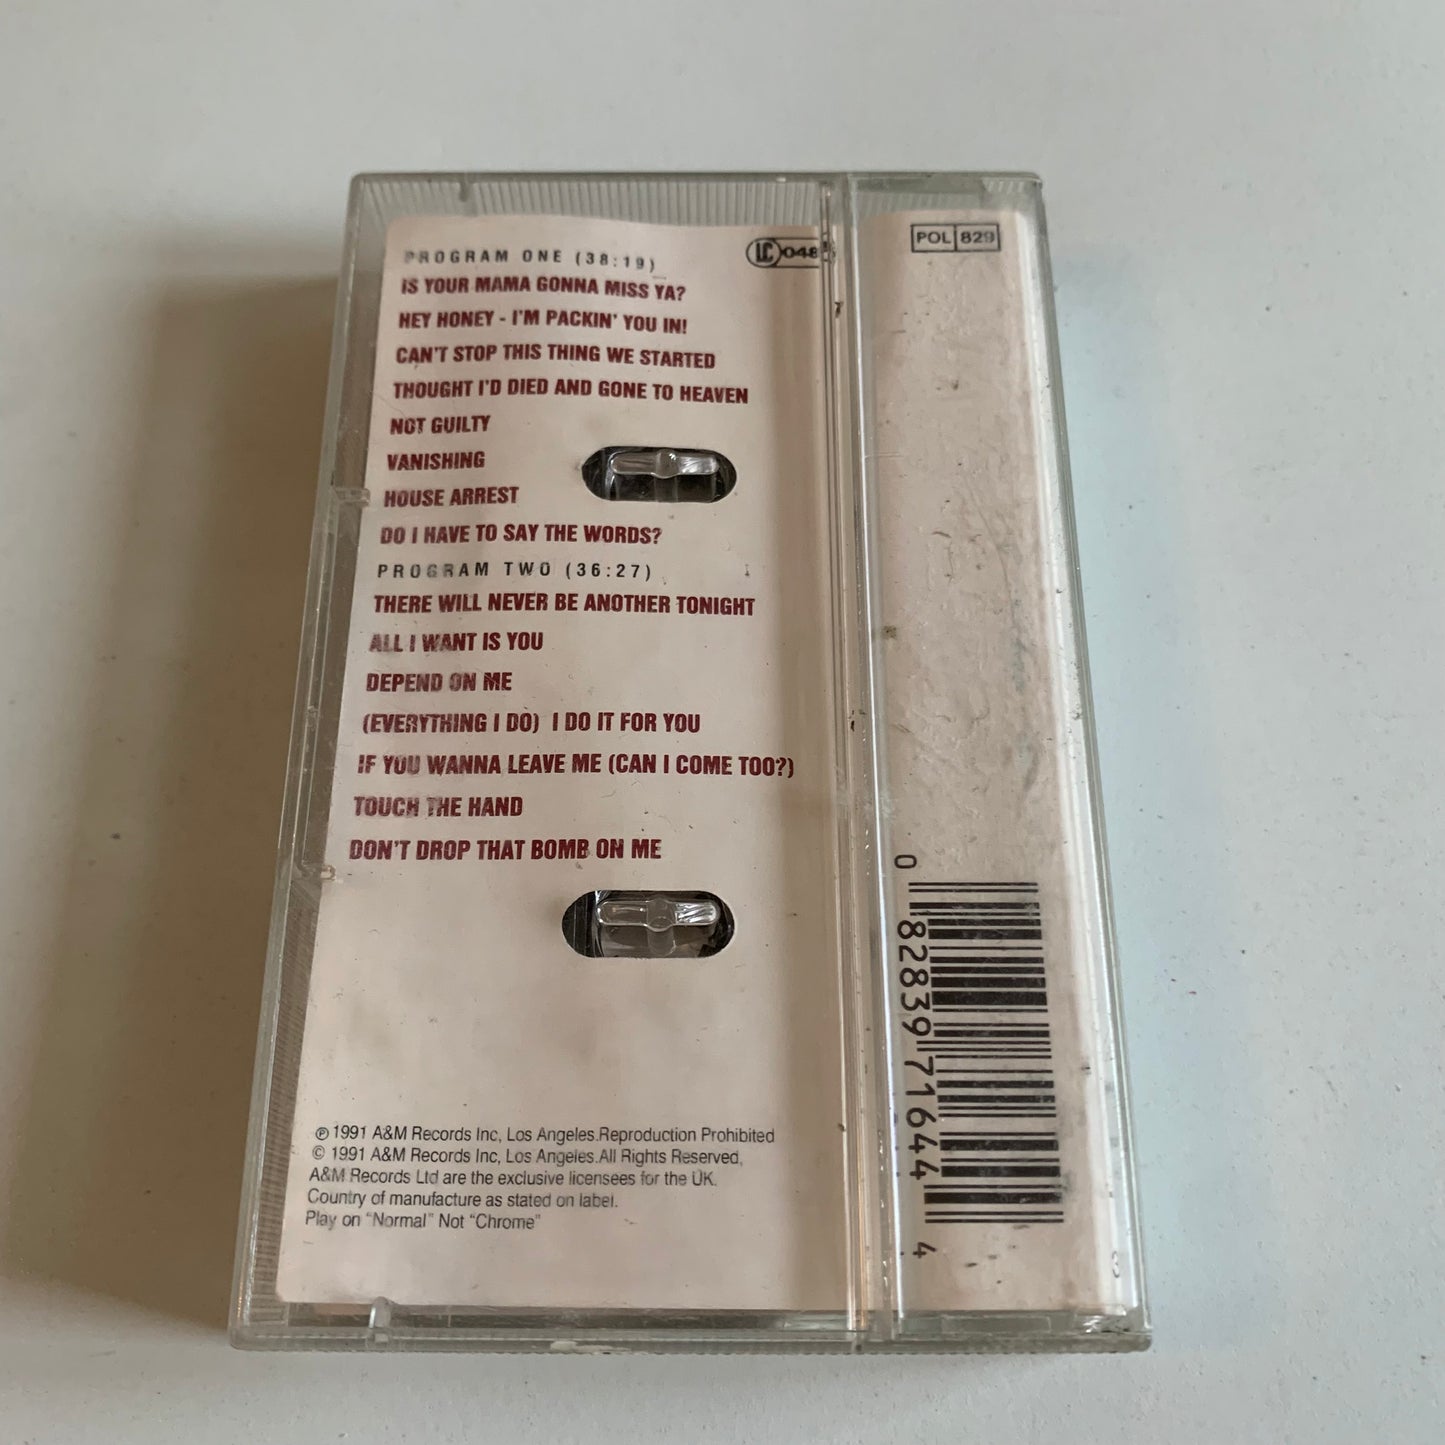 PROGRAM ONE (38:19)
IS YOUR MAMA GONNA MISS YA?
HEY HONEY - I'M PACKIN' YOU IN!
CAN'T STOP THIS THING WE STARTED
THOUGHT I'D DIED AND GONE TO HEAVEN
NOT GUILTY
VANISHING
HOUSE ARREST
DO I HAVE TO SAY THE WORDS?
PROGRAM TWO (36:27)
THERE WILL NEVER BE ANOTHER TONIGHT
ALL I WANT IS YOU
DEPEND ON ME
(EVERYTHING I DO) I DO IT FOR YOU
IF YOU WANNA LEAVE ME (CAN I COME TOO?)
TOUCH THE HAND
DON'T DROP THAT BOMB ON ME
℗ 1991 A&M Records Inc, Los Angeles.Reproduction Prohibited
© 1991 A&M Records Inc, Los Angeles.All Rights Reserved.
A&M Records Ltd are the exclusive licensees for the UK.
Country of manufacture as stated on label.
Play on "Normal" Not "Chrome"
LC
POL 829
0 82839 71644 4